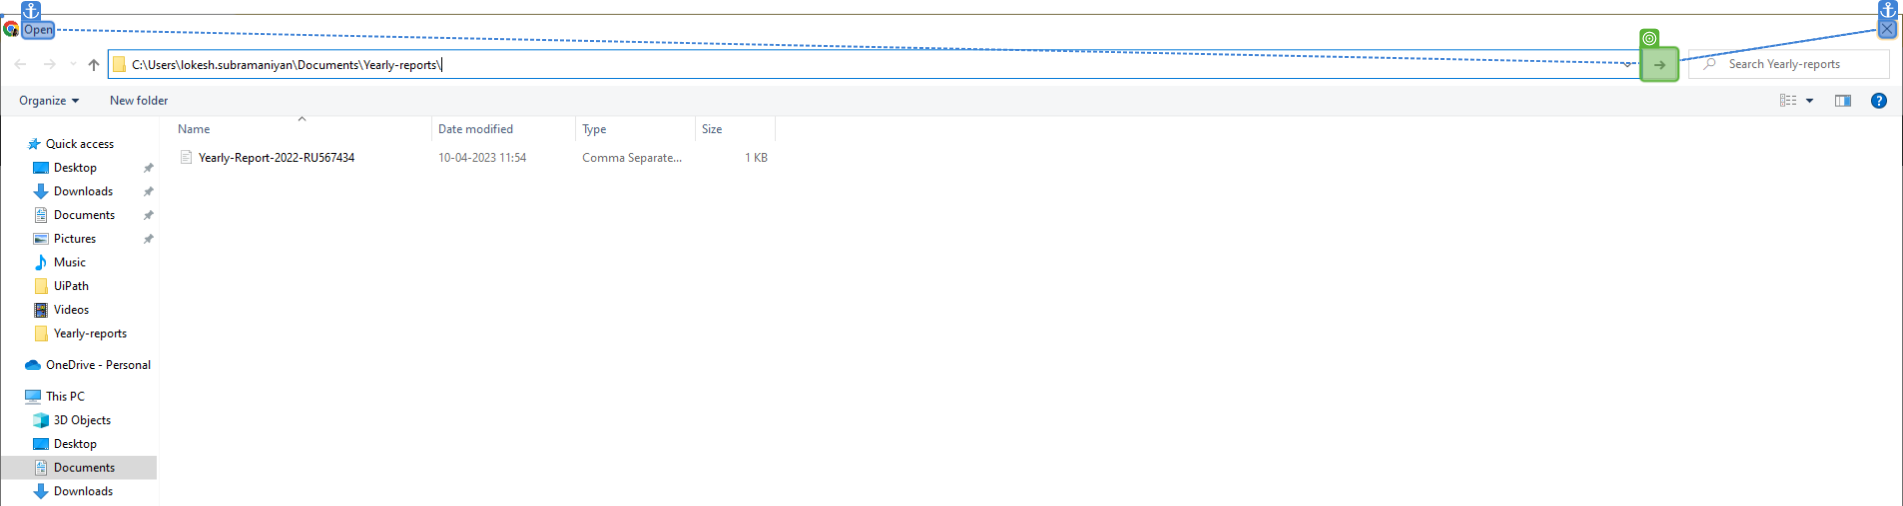 Open
C:\Users\lokesh.subramaniyan\Documents\Yearly-reports\
Search Yearly-reports
Organize
New folder
Name Date modified Type Size
Quick access
Yearly-Report-2022-RU567434 10-04-2023 11:54 Comma Separate... 1 KB
Desktop
Downloads
Documents
Pictures
Music
UiPath
Videos
Yearly-reports
OneDrive - Personal
This PC
3D Objects
Desktop
Documents
Downloads